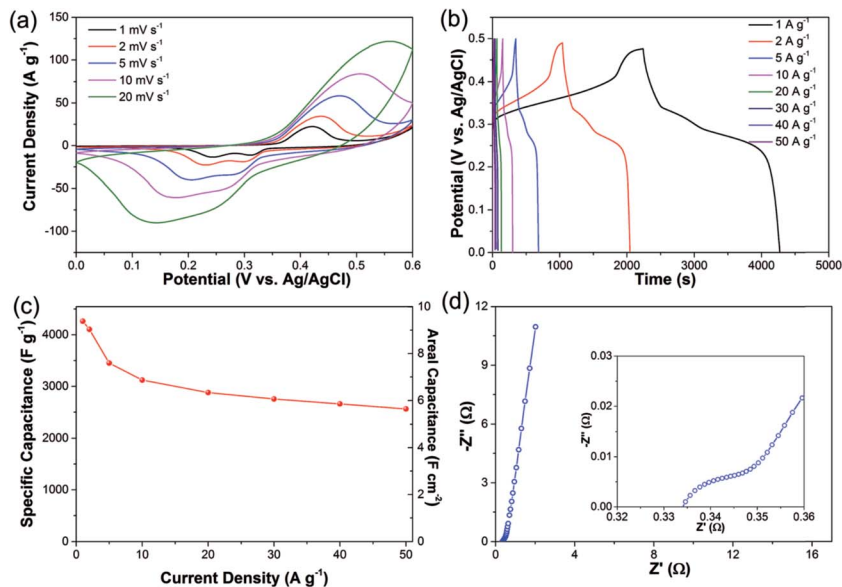 (a)
1 mV s⁻¹
2 mV s⁻¹
5 mV s⁻¹
10 mV s⁻¹
20 mV s⁻¹
Current Density (A g⁻¹)
150
100
50
0
-50
-100
0.0 0.1 0.2 0.3 0.4 0.5 0.6
Potential (V vs. Ag/AgCl)
(b)
1 A g⁻¹
2 A g⁻¹
5 A g⁻¹
10 A g⁻¹
20 A g⁻¹
30 A g⁻¹
40 A g⁻¹
50 A g⁻¹
Potential (V vs. Ag/AgCl)
0.5
0.4
0.3
0.2
0.1
0.0
0 1000 2000 3000 4000 5000
Time (s)
(c)
Specific Capacitance (F g⁻¹)
4000
3000
2000
1000
0
10
8
6
4
2
0
Areal Capacitance (F cm⁻²)
0 10 20 30 40 50
Current Density (A g⁻¹)
(d)
-Z'' (Ω)
12
9
6
3
0
0 4 8 12 16
Z' (Ω)
-Z'' (Ω)
0.03
0.02
0.01
0.00
0.32 0.33 0.34 0.35 0.36
Z' (Ω)